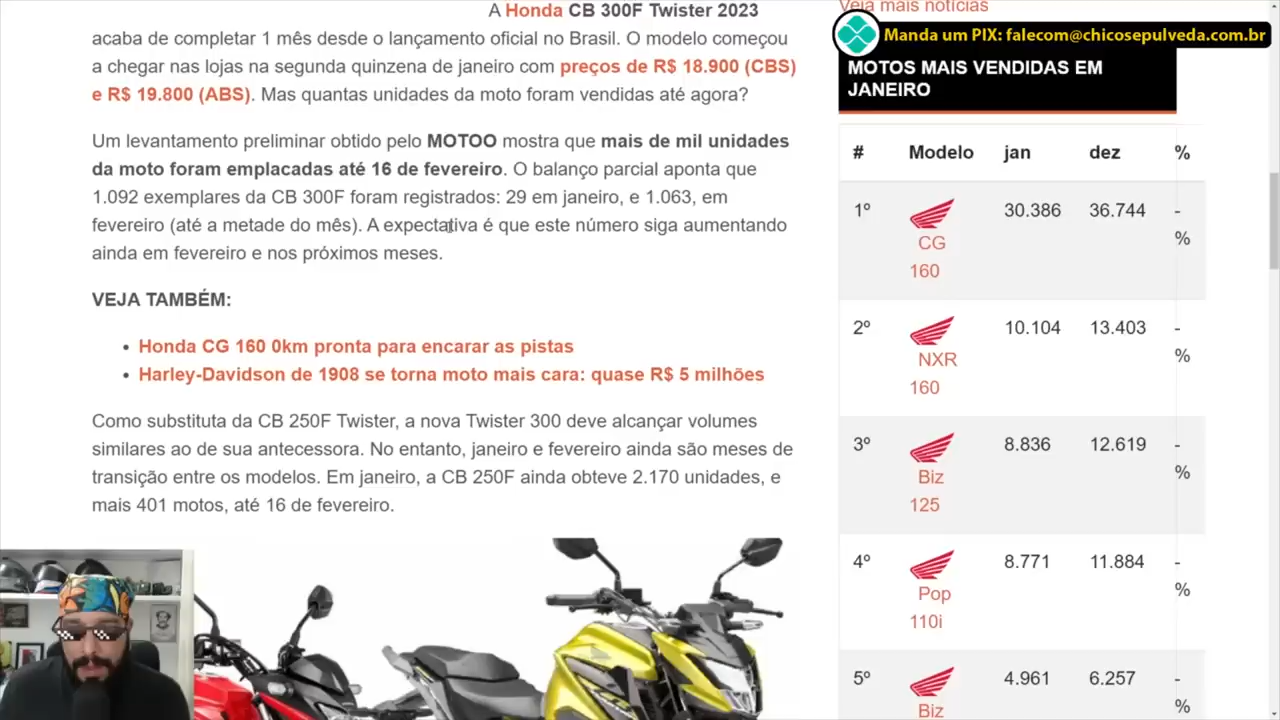 A Honda CB 300F Twister 2023
acaba de completar 1 mês desde o lançamento oficial no Brasil. O modelo começou
a chegar nas lojas na segunda quinzena de janeiro com preços de R$ 18.900 (CBS)
e R$ 19.800 (ABS). Mas quantas unidades da moto foram vendidas até agora?
Um levantamento preliminar obtido pelo MOTOO mostra que mais de mil unidades
da moto foram emplacadas até 16 de fevereiro. O balanço parcial aponta que
1.092 exemplares da CB 300F foram registrados: 29 em janeiro, e 1.063, em
fevereiro (até a metade do mês). A expectativa é que este número siga aumentando
ainda em fevereiro e nos próximos meses.
VEJA TAMBÉM:
• Honda CG 160 0km pronta para encarar as pistas
• Harley-Davidson de 1908 se torna moto mais cara: quase R$ 5 milhões
Como substituta da CB 250F Twister, a nova Twister 300 deve alcançar volumes
similares ao de sua antecessora. No entanto, janeiro e fevereiro ainda são meses de
transição entre os modelos. Em janeiro, a CB 250F ainda obteve 2.170 unidades, e
mais 401 motos, até 16 de fevereiro.
Veja mais notícias
Manda um PIX: falecom@chicosepulveda.com.br
MOTOS MAIS VENDIDAS EM
JANEIRO
# Modelo jan dez %
1º 30.386 36.744 -
CG %
160
2º 10.104 13.403 -
NXR %
160
3º 8.836 12.619 -
Biz %
125
4º 8.771 11.884 -
Pop %
110i
5º 4.961 6.257 -
Biz %